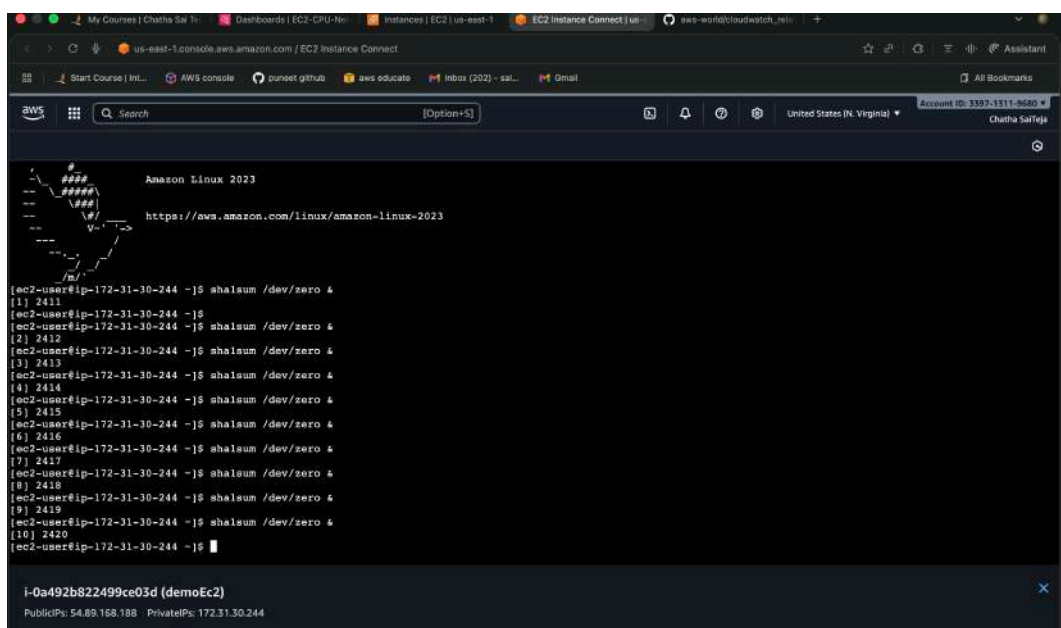 My Courses | Chatha Sai Te
Dashboards | EC2-CPU-Net
Instances | EC2 | us-east-1
EC2 Instance Connect | us-
aws-world/cloudwatch_
us-east-1.console.aws.amazon.com / EC2 Instance Connect
Assistant
Start Course | Int...
AWS console
puneet github
aws educate
Inbox (202) - sai...
Gmail
All Bookmarks
aws
Search
[Option+S]
United States (N. Virginia)
Account ID: 3397-1311-9680
Chatha SaiTeja
Amazon Linux 2023
https://aws.amazon.com/linux/amazon-linux-2023
[ec2-user@ip-172-31-30-244 ~]$ sha1sum /dev/zero &
[1] 2411
[ec2-user@ip-172-31-30-244 ~]$
[ec2-user@ip-172-31-30-244 ~]$ sha1sum /dev/zero &
[2] 2412
[ec2-user@ip-172-31-30-244 ~]$ sha1sum /dev/zero &
[3] 2413
[ec2-user@ip-172-31-30-244 ~]$ sha1sum /dev/zero &
[4] 2414
[ec2-user@ip-172-31-30-244 ~]$ sha1sum /dev/zero &
[5] 2415
[ec2-user@ip-172-31-30-244 ~]$ sha1sum /dev/zero &
[6] 2416
[ec2-user@ip-172-31-30-244 ~]$ sha1sum /dev/zero &
[7] 2417
[ec2-user@ip-172-31-30-244 ~]$ sha1sum /dev/zero &
[8] 2418
[ec2-user@ip-172-31-30-244 ~]$ sha1sum /dev/zero &
[9] 2419
[ec2-user@ip-172-31-30-244 ~]$ sha1sum /dev/zero &
[10] 2420
[ec2-user@ip-172-31-30-244 ~]$
i-0a492b822499ce03d (demoEc2)
PublicIPs: 54.89.168.188 PrivateIPs: 172.31.30.244